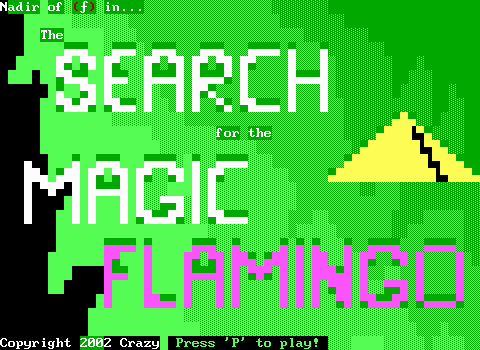 Nadir of (ƒ) in...
The
SEARCH
for the
MAGIC
FLAMINGO
Copyright 2002 Crazy Press 'P' to play!